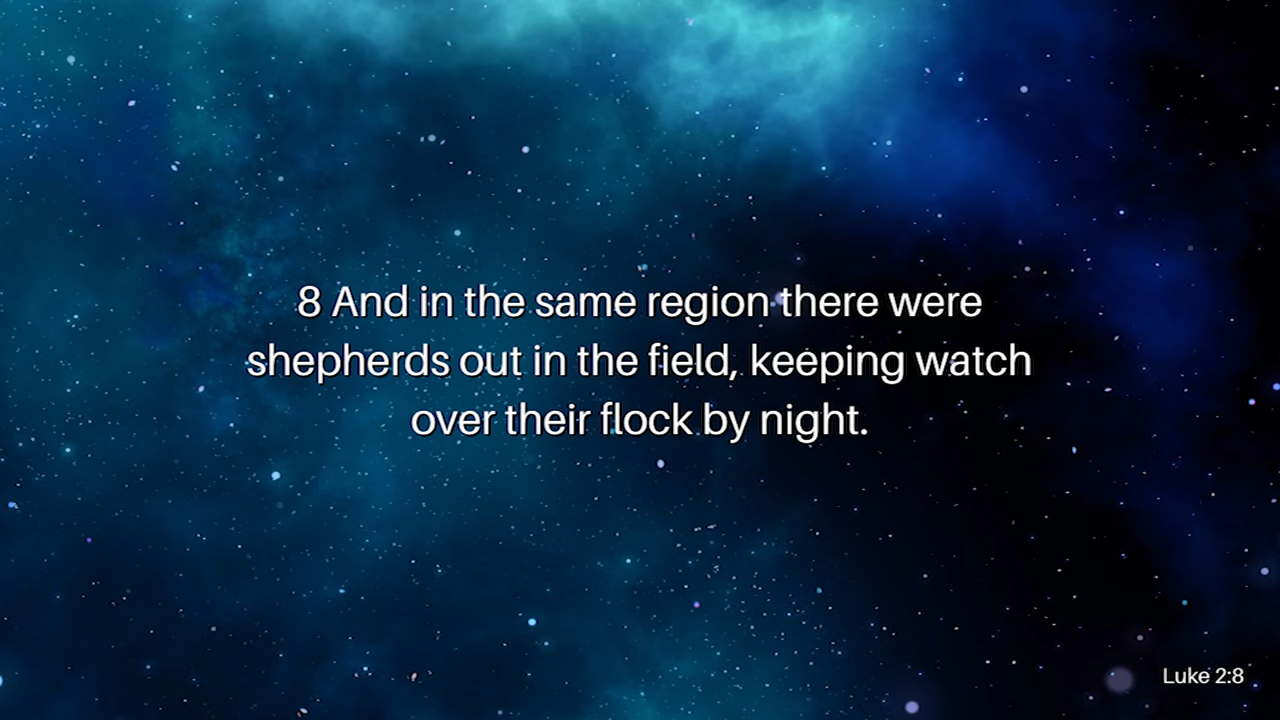 8 And in the same region there were
shepherds out in the field, keeping watch
over their flock by night.
Luke 2:8